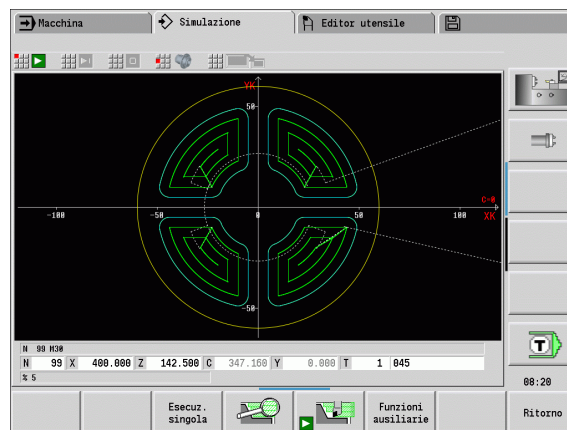 Macchina
Simulazione
Editor utensile
YK
50
C-0
-100
-50
0
50
100
XK
-50
N 99 M30
N 99 X 400.000 Z 142.500 C 347.160 Y 0.000 T 1 045
% 5
T
08:20
Esecuz.
singola
Funzioni
ausiliarie
Ritorno